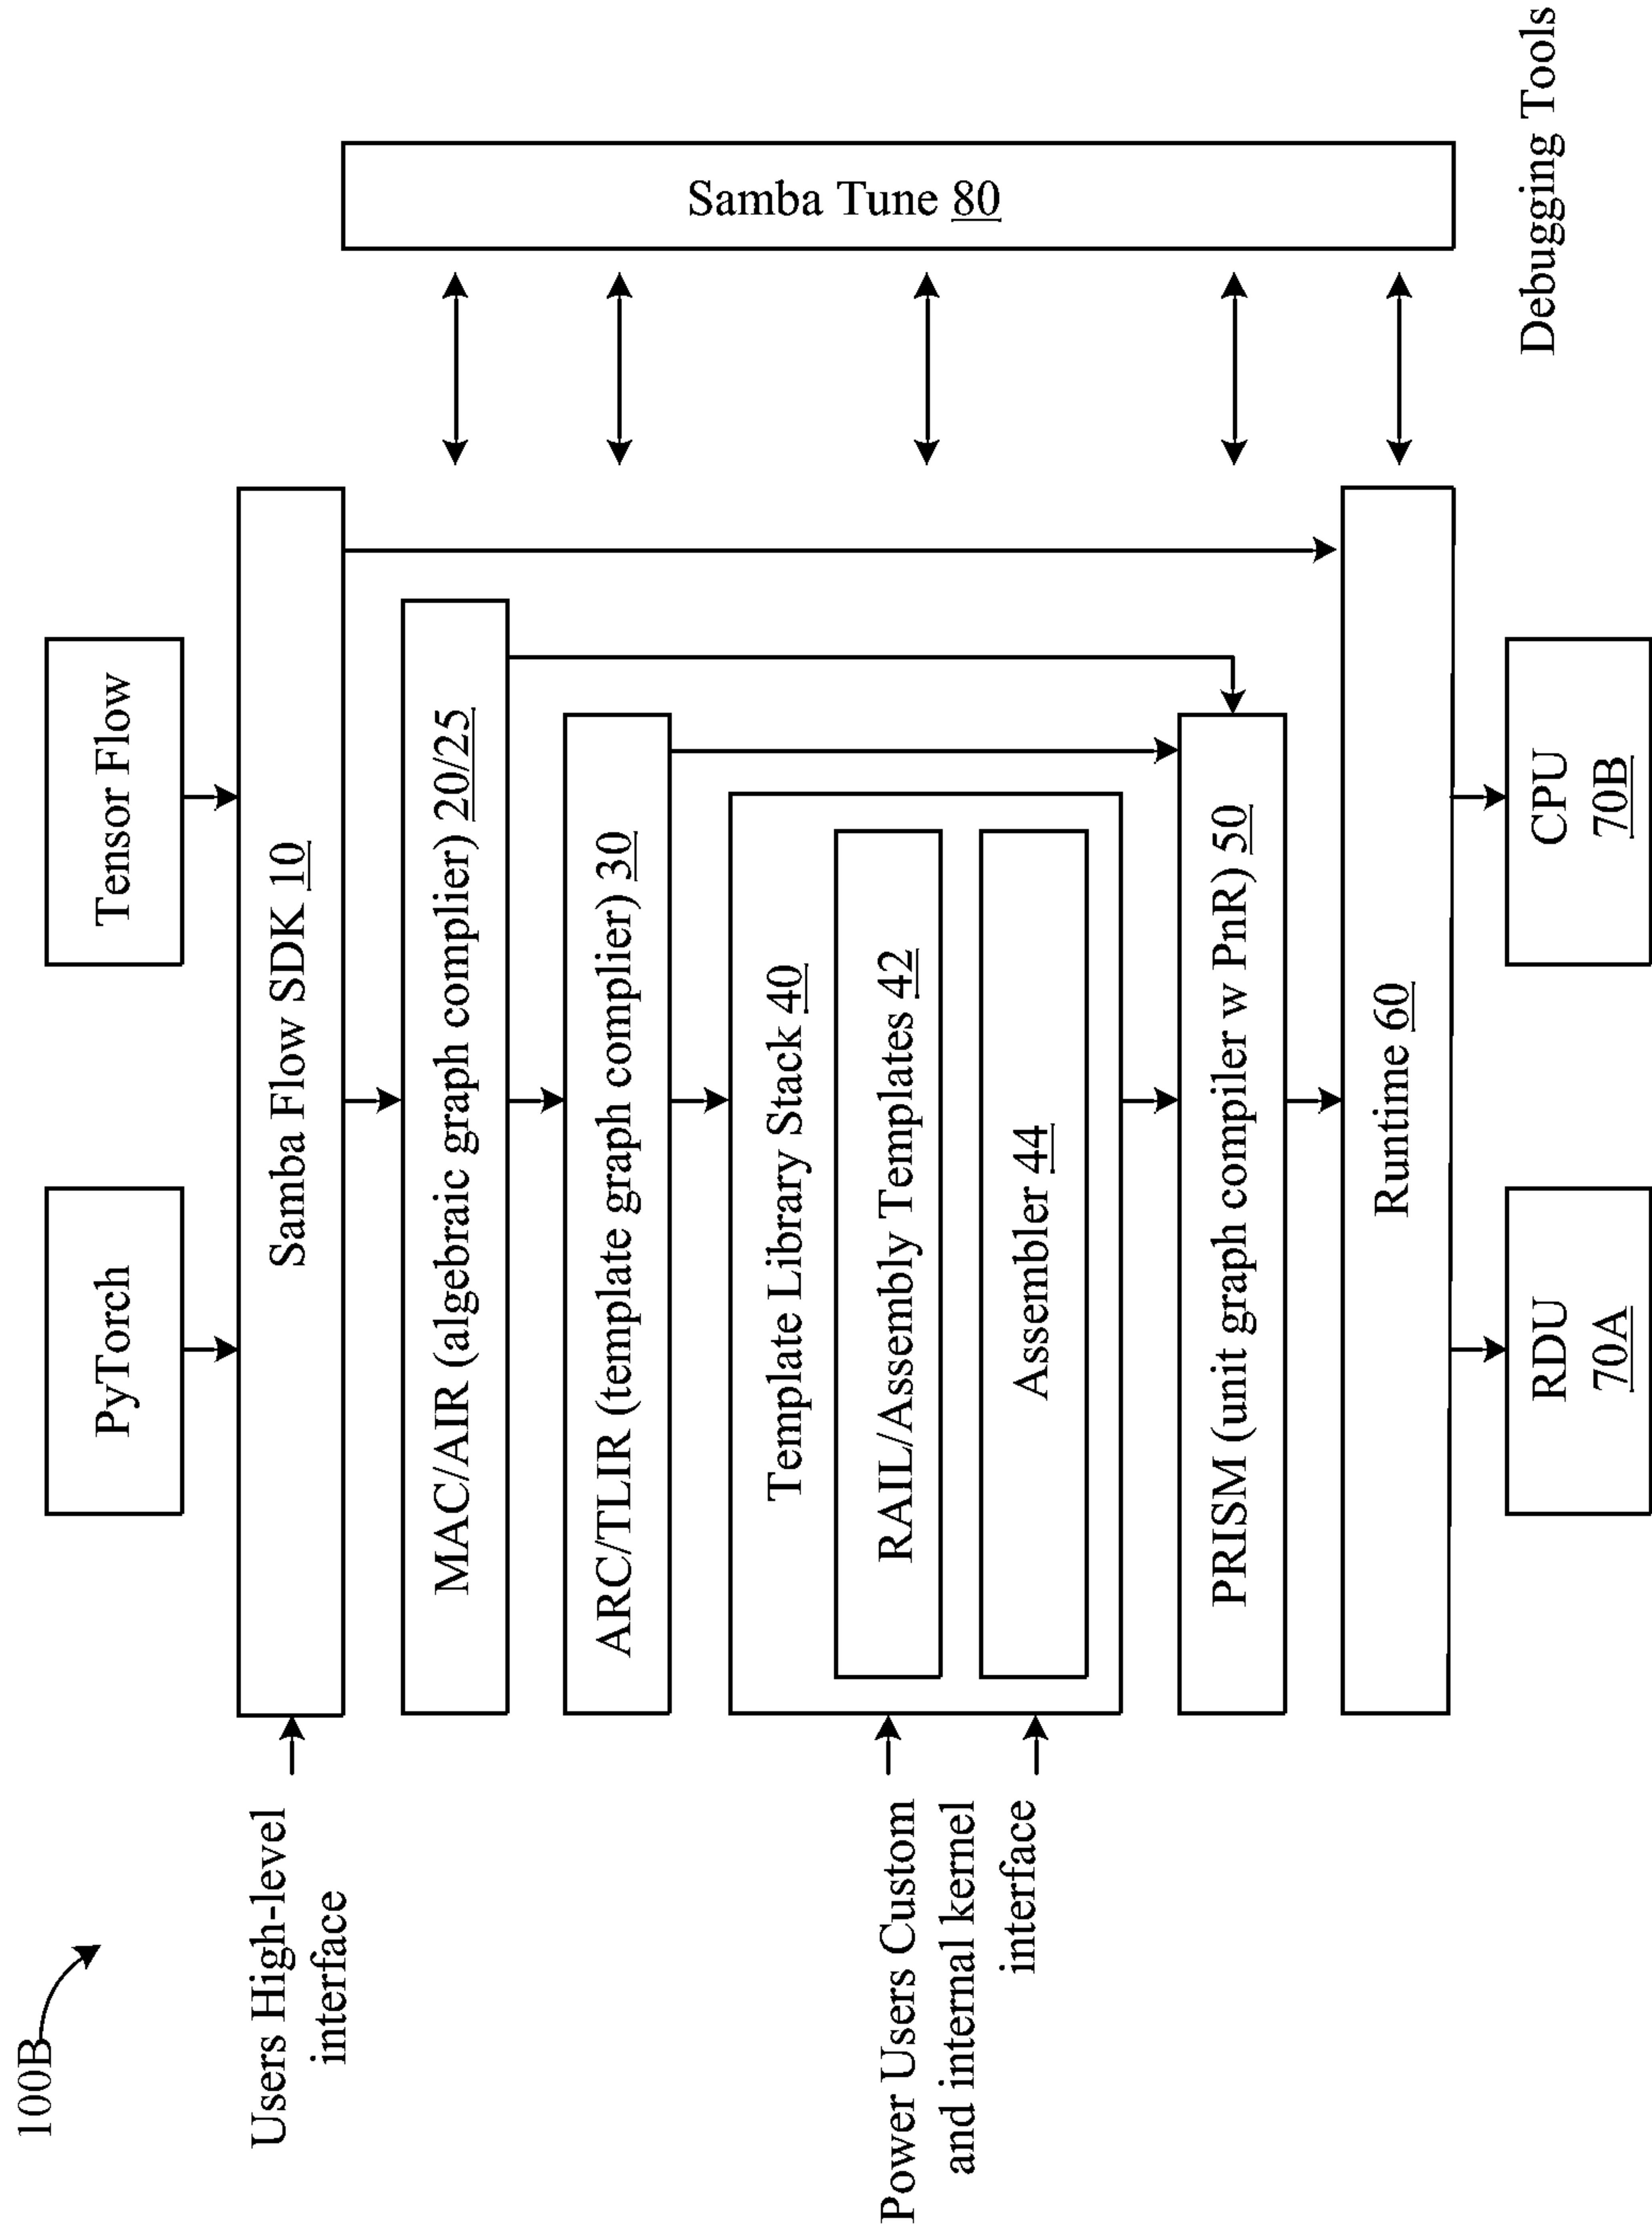 100B
PyTorch
Tensor Flow
Users High-level
interface
Samba Flow SDK 10
MAC/AIR (algebraic graph complier) 20/25
ARC/TLIR (template graph complier) 30
Template Library Stack 40
Power Users Custom
and internal kernel
interface
RAIL/Assembly Templates 42
Assembler 44
PRISM (unit graph compiler w PnR) 50
Runtime 60
RDU
70A
CPU
70B
Samba Tune 80
Debugging Tools